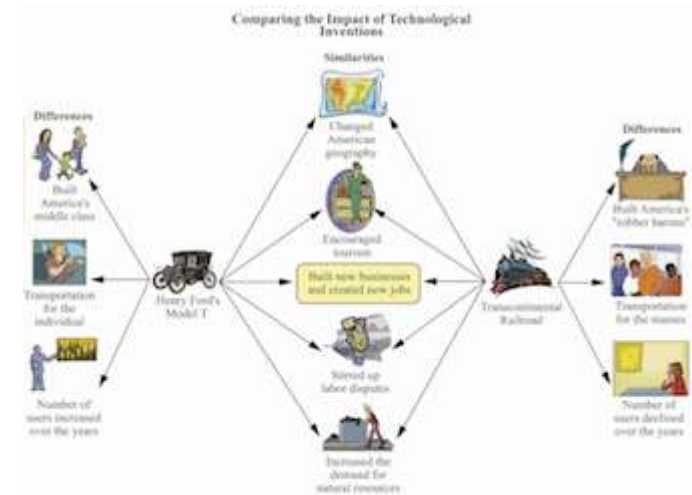 Comparing the Impact of Technological
Inventions
Similarities
Changed
American
geography
Encouraged
tourism
Built new businesses
and created new jobs
Stirred up
labor disputes
Increased the
demand for
natural resources
Differences
Built
America's
middle class
Transportation
for the
individual
Number of
users increased
over the years
Henry Ford's
Model T
Transcontinental
Railroad
Differences
Built America's
"robber barons"
Transportation
for the masses
Number of
users declined
over the years